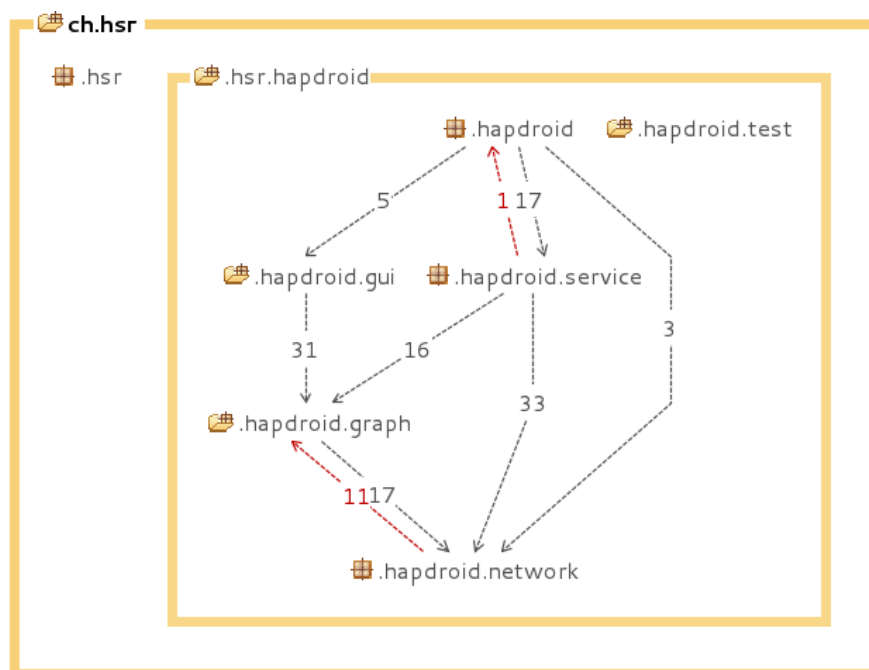 ch.hsr
.hsr
.hsr.hapdroid
.hapdroid
.hapdroid.test
5
1
17
.hapdroid.gui
.hapdroid.service
31
16
3
33
.hapdroid.graph
11
17
.hapdroid.network